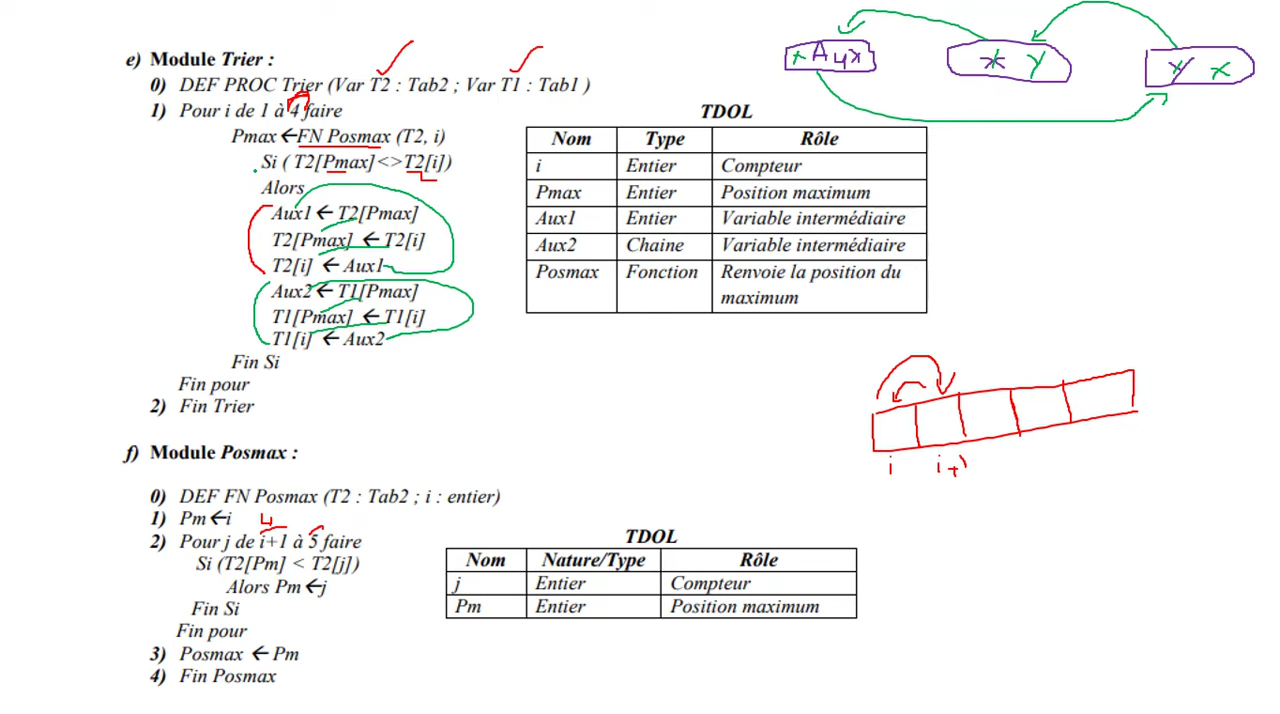 e) Module Trier :
0) DEF PROC Trier (Var T2 : Tab2 ; Var T1 : Tab1 )
1) Pour i de 1 à 4 faire
Pmax ← FN Posmax (T2, i)
Si ( T2[Pmax]<>T2[i])
Alors
Aux1 ← T2[Pmax]
T2[Pmax] ← T2[i]
T2[i] ← Aux1
Aux2 ← T1[Pmax]
T1[Pmax] ← T1[i]
T1[i] ← Aux2
Fin Si
Fin pour
2) Fin Trier
TDOL
Nom Type Rôle
i Entier Compteur
Pmax Entier Position maximum
Aux1 Entier Variable intermédiaire
Aux2 Chaine Variable intermédiaire
Posmax Fonction Renvoie la position du
maximum
x Aux x y y x
i i+1
f) Module Posmax :
0) DEF FN Posmax (T2 : Tab2 ; i : entier)
1) Pm ← i
4
2) Pour j de i+1 à 5 faire
Si (T2[Pm] < T2[j])
Alors Pm ← j
Fin Si
Fin pour
3) Posmax ← Pm
4) Fin Posmax
TDOL
Nom Nature/Type Rôle
j Entier Compteur
Pm Entier Position maximum